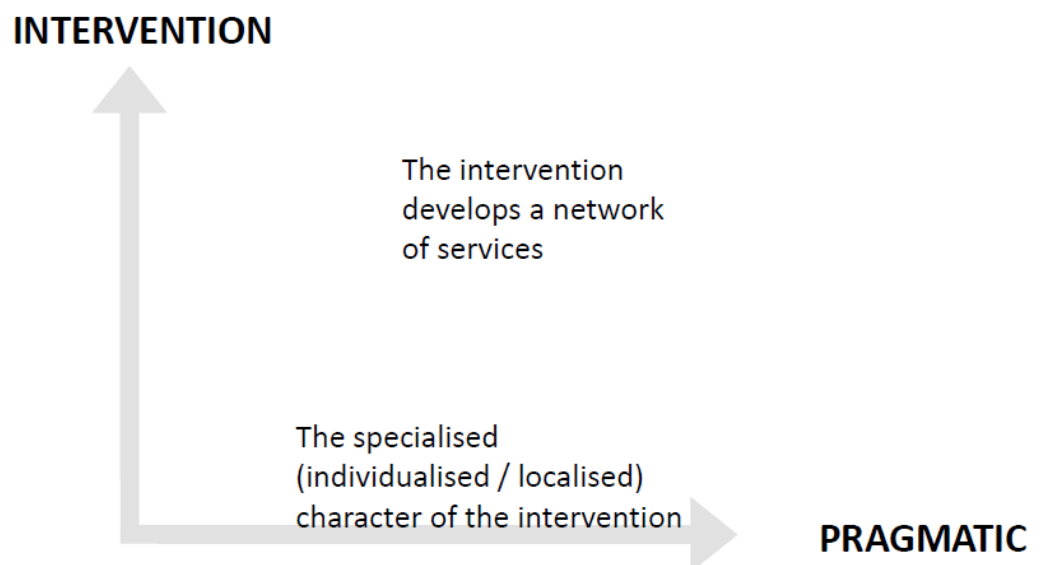 INTERVENTION
The intervention
develops a network
of services
The specialised
(individualised / localised)
character of the intervention
PRAGMATIC